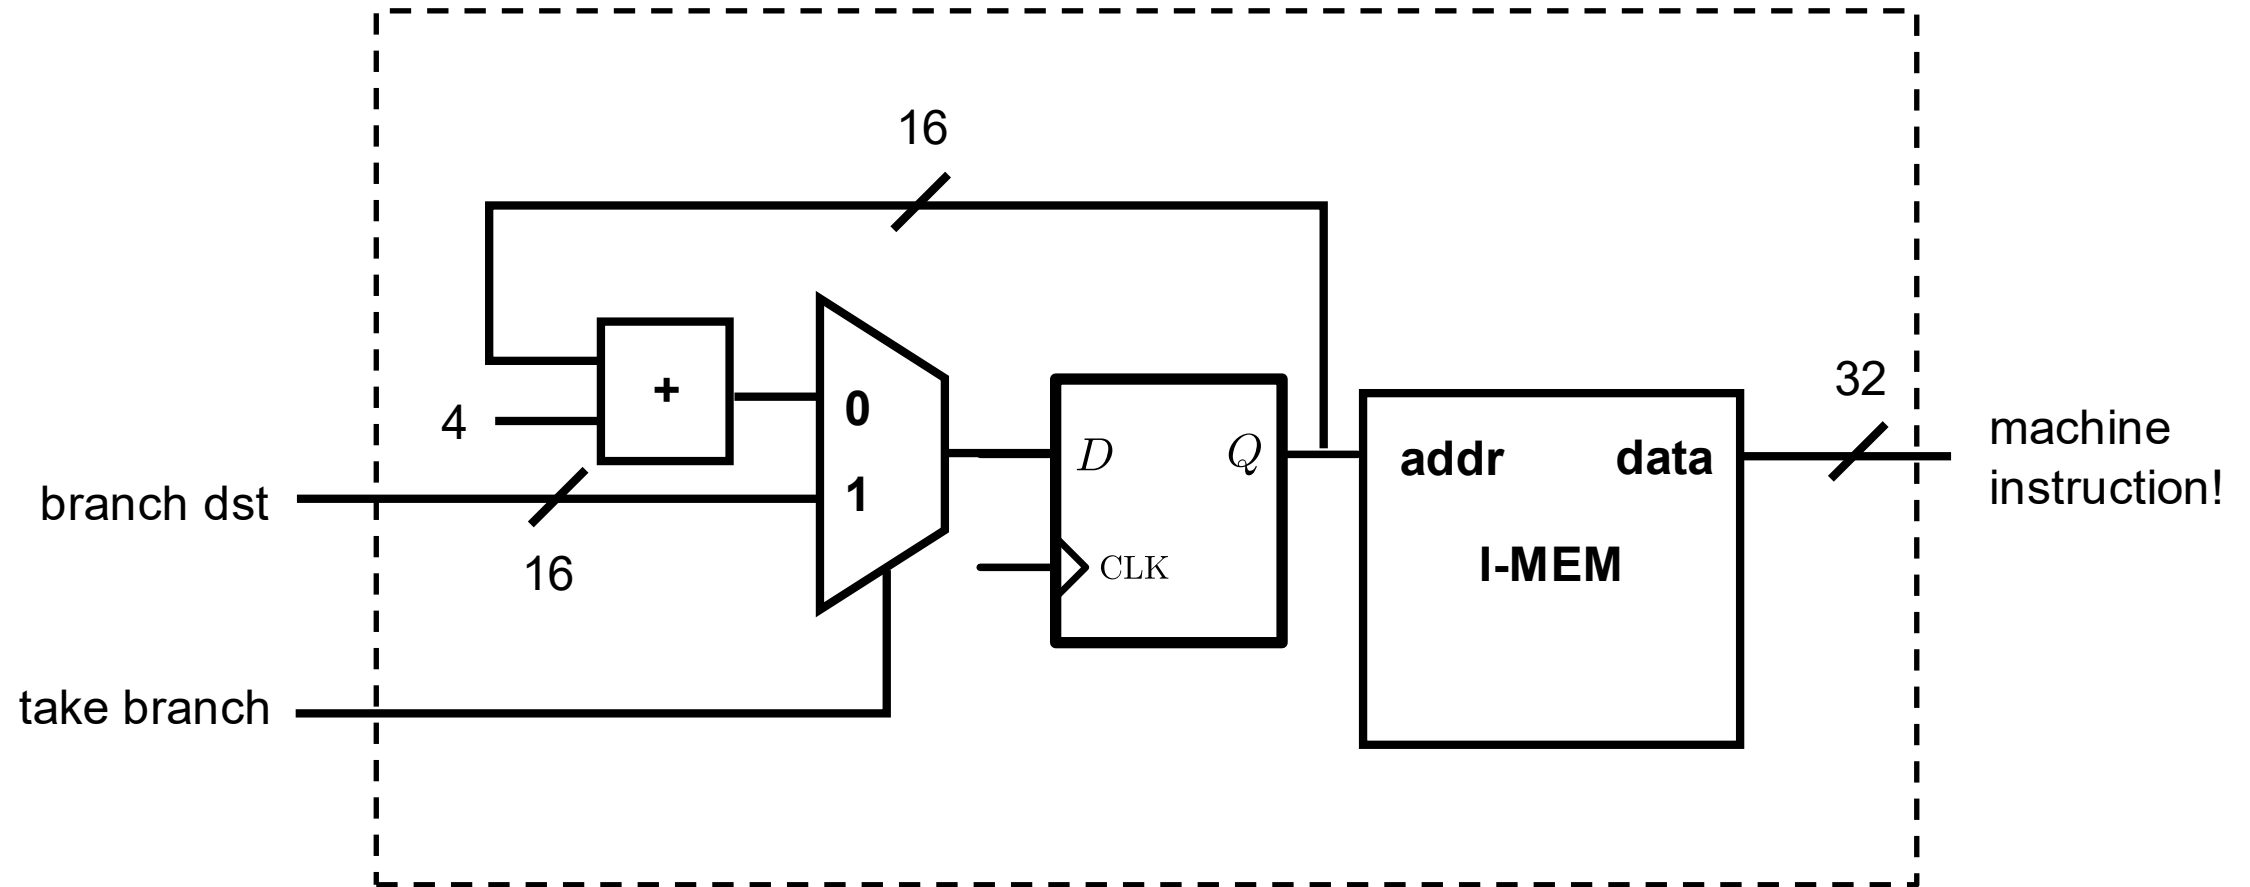 16
+
4
0
1
branch dst
16
take branch
D
Q
CLK
addr
data
I-MEM
32
machine
instruction!